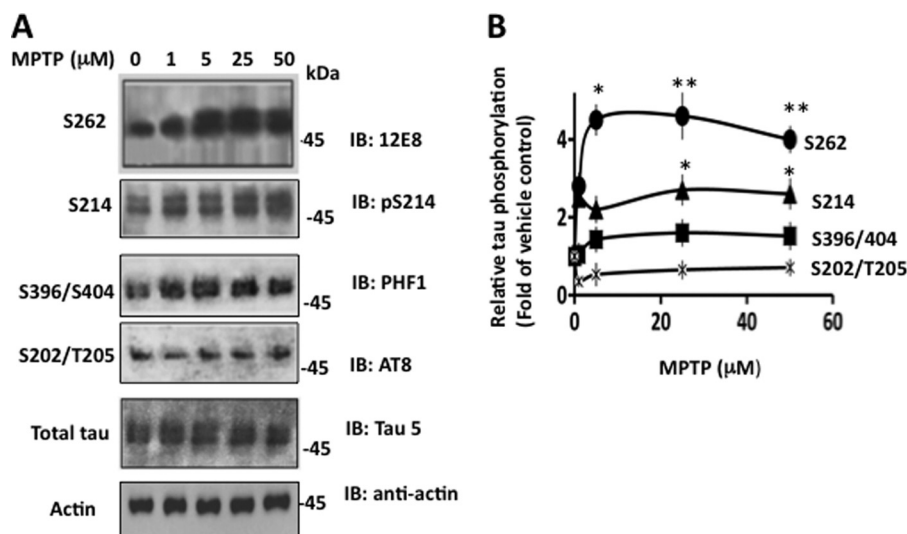 A
MPTP (μM) 0 1 5 25 50
kDa
S262
-45
IB: 12E8
S214
-45
IB: pS214
S396/S404
-45
IB: PHF1
S202/T205
-45
IB: AT8
Total tau
-45
IB: Tau 5
Actin
-45
IB: anti-actin
B
Relative tau phosphorylation
(Fold of vehicle control)
4
2
0
* ** **
* *
S262
S214
S396/404
S202/T205
0 20 40 60
MPTP (μM)